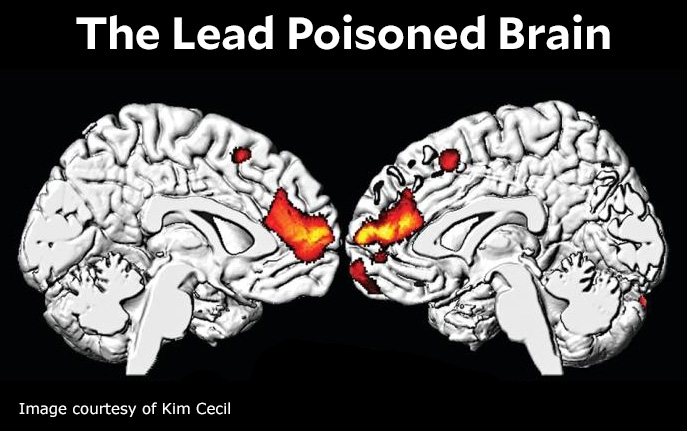 The Lead Poisoned Brain
Image courtesy of Kim Cecil